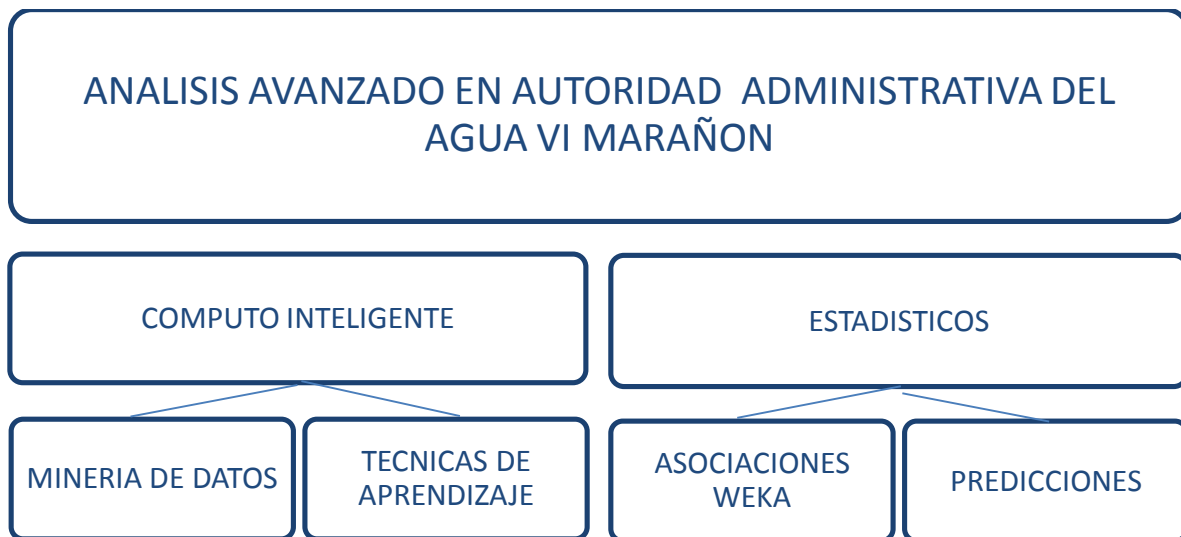 ANALISIS AVANZADO EN AUTORIDAD ADMINISTRATIVA DEL
AGUA VI MARAÑON
COMPUTO INTELIGENTE
ESTADISTICOS
MINERIA DE DATOS
TECNICAS DE
APRENDIZAJE
ASOCIACIONES
WEKA
PREDICCIONES